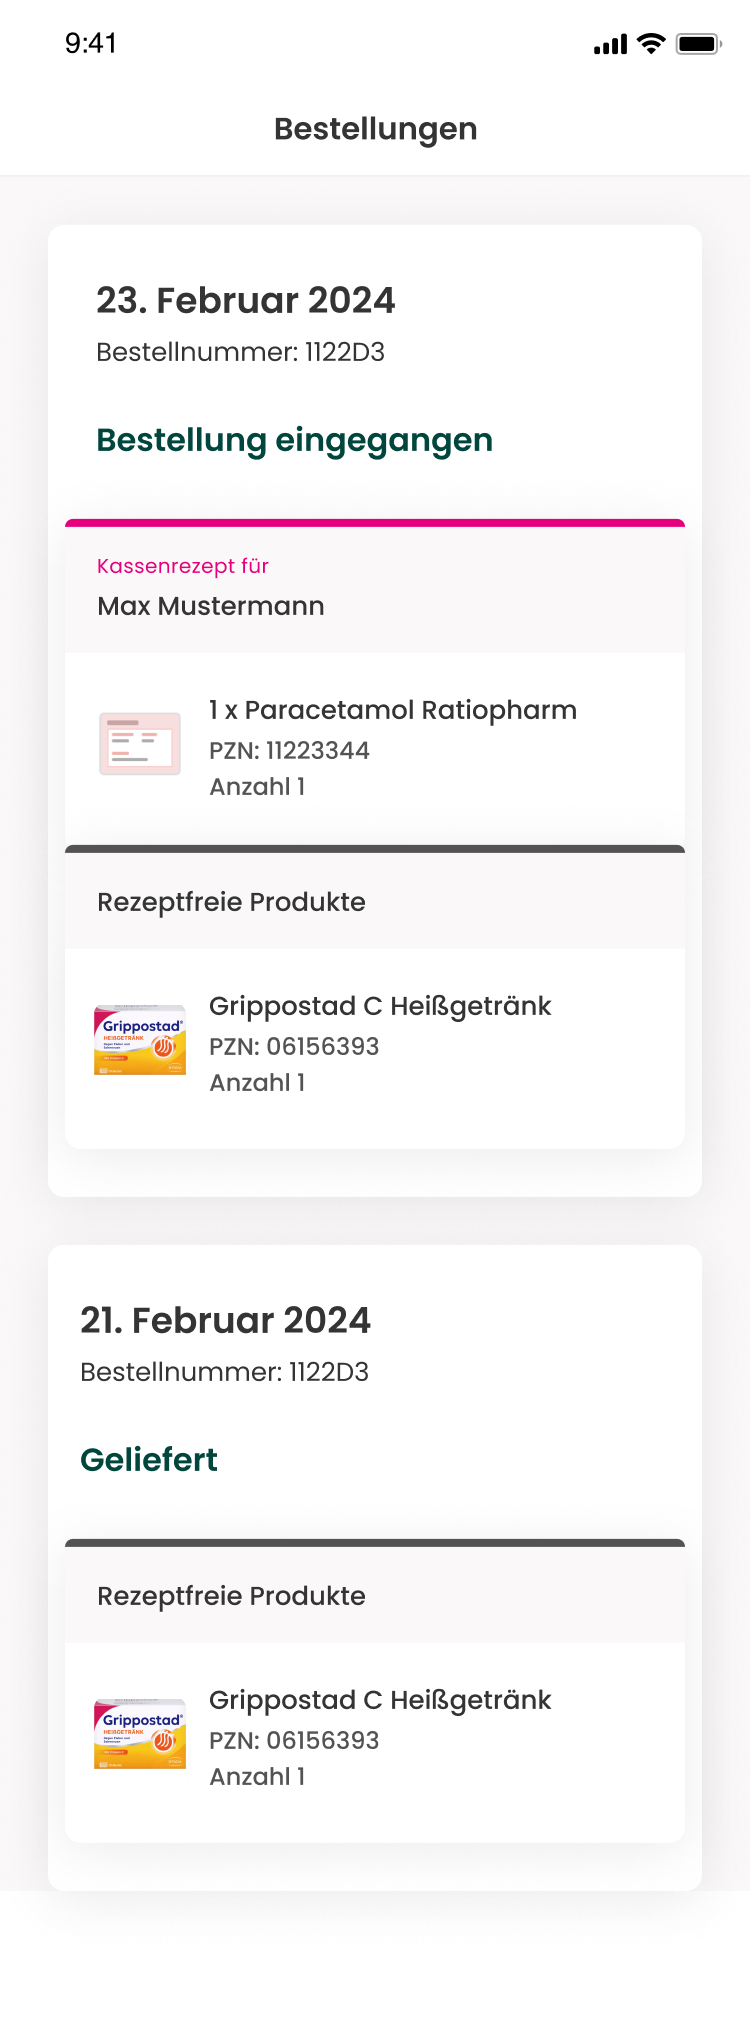 9:41
Bestellungen
23. Februar 2024
Bestellnummer: 1122D3
Bestellung eingegangen
Kassenrezept für
Max Mustermann
1 x Paracetamol Ratiopharm
PZN: 11223344
Anzahl 1
Rezeptfreie Produkte
Grippostad C Heißgetränk
Grippostad®
HEISSGETRÄNK
PZN: 06156393
Anzahl 1
21. Februar 2024
Bestellnummer: 1122D3
Geliefert
Rezeptfreie Produkte
Grippostad C Heißgetränk
Grippostad®
HEISSGETRÄNK
PZN: 06156393
Anzahl 1